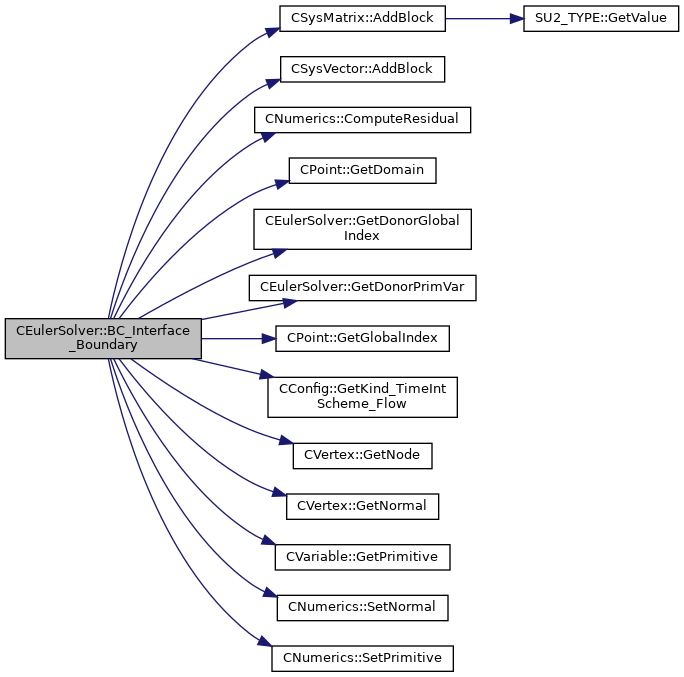 CSysMatrix::AddBlock
SU2_TYPE::GetValue
CSysVector::AddBlock
CNumerics::ComputeResidual
CPoint::GetDomain
CEulerSolver::GetDonorGlobal
Index
CEulerSolver::GetDonorPrimVar
CEulerSolver::BC_Interface
_Boundary
CPoint::GetGlobalIndex
CConfig::GetKind_TimeInt
Scheme_Flow
CVertex::GetNode
CVertex::GetNormal
CVariable::GetPrimitive
CNumerics::SetNormal
CNumerics::SetPrimitive